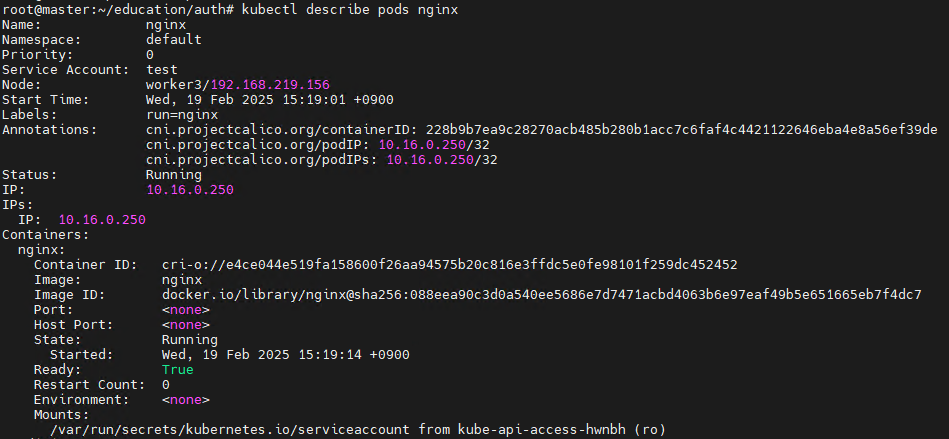 root@master:~/education/auth# kubectl describe pods nginx
Name:             nginx
Namespace:        default
Priority:         0
Service Account:  test
Node:             worker3/192.168.219.156
Start Time:       Wed, 19 Feb 2025 15:19:01 +0900
Labels:           run=nginx
Annotations:      cni.projectcalico.org/containerID: 228b9b7ea9c28270acb485b280b1acc7c6faf4c4421122646eba4e8a56ef39de
                  cni.projectcalico.org/podIP: 10.16.0.250/32
                  cni.projectcalico.org/podIPs: 10.16.0.250/32
Status:           Running
IP:               10.16.0.250
IPs:
  IP:  10.16.0.250
Containers:
  nginx:
    Container ID:   cri-o://e4ce044e519fa158600f26aa94575b20c816e3ffdc5e0fe98101f259dc452452
    Image:          nginx
    Image ID:       docker.io/library/nginx@sha256:088eea90c3d0a540ee5686e7d7471acbd4063b6e97eaf49b5e651665eb7f4dc7
    Port:           <none>
    Host Port:      <none>
    State:          Running
      Started:      Wed, 19 Feb 2025 15:19:14 +0900
    Ready:          True
    Restart Count:  0
    Environment:    <none>
    Mounts:
      /var/run/secrets/kubernetes.io/serviceaccount from kube-api-access-hwnbh (ro)